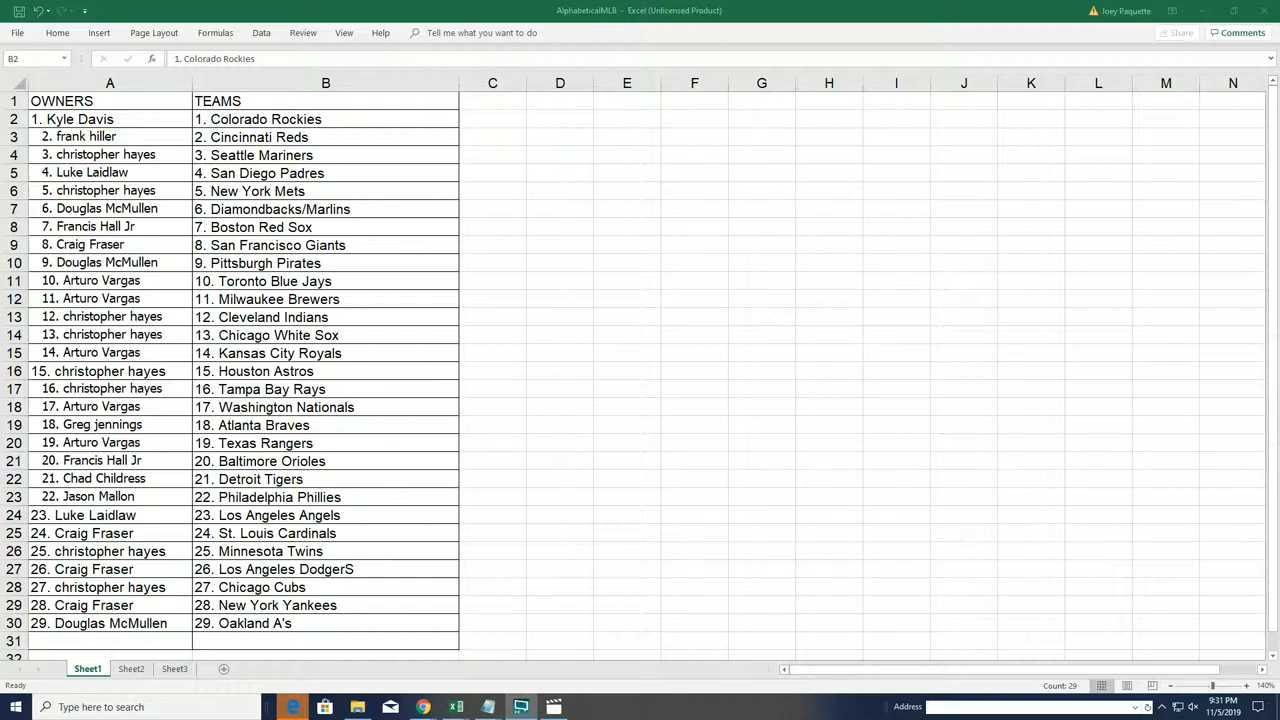 AlphabeticalMLB - Excel (Unlicensed Product)
Joey Paquette
File Home Insert Page Layout Formulas Data Review View Help Tell me what you want to do Share Comments
B2 fx 1. Colorado Rockies
A B C D E F G H I J K L M N
1 OWNERS TEAMS
2 1. Kyle Davis 1. Colorado Rockies
3 2. frank hiller 2. Cincinnati Reds
4 3. christopher hayes 3. Seattle Mariners
5 4. Luke Laidlaw 4. San Diego Padres
6 5. christopher hayes 5. New York Mets
7 6. Douglas McMullen 6. Diamondbacks/Marlins
8 7. Francis Hall Jr 7. Boston Red Sox
9 8. Craig Fraser 8. San Francisco Giants
10 9. Douglas McMullen 9. Pittsburgh Pirates
11 10. Arturo Vargas 10. Toronto Blue Jays
12 11. Arturo Vargas 11. Milwaukee Brewers
13 12. christopher hayes 12. Cleveland Indians
14 13. christopher hayes 13. Chicago White Sox
15 14. Arturo Vargas 14. Kansas City Royals
16 15. christopher hayes 15. Houston Astros
17 16. christopher hayes 16. Tampa Bay Rays
18 17. Arturo Vargas 17. Washington Nationals
19 18. Greg jennings 18. Atlanta Braves
20 19. Arturo Vargas 19. Texas Rangers
21 20. Francis Hall Jr 20. Baltimore Orioles
22 21. Chad Childress 21. Detroit Tigers
23 22. Jason Mallon 22. Philadelphia Phillies
24 23. Luke Laidlaw 23. Los Angeles Angels
25 24. Craig Fraser 24. St. Louis Cardinals
26 25. christopher hayes 25. Minnesota Twins
27 26. Craig Fraser 26. Los Angeles DodgerS
28 27. christopher hayes 27. Chicago Cubs
29 28. Craig Fraser 28. New York Yankees
30 29. Douglas McMullen 29. Oakland A's
31
32
Sheet1 Sheet2 Sheet3
Ready Count: 29 140%
Type here to search Address 9:31 PM
11/5/2019